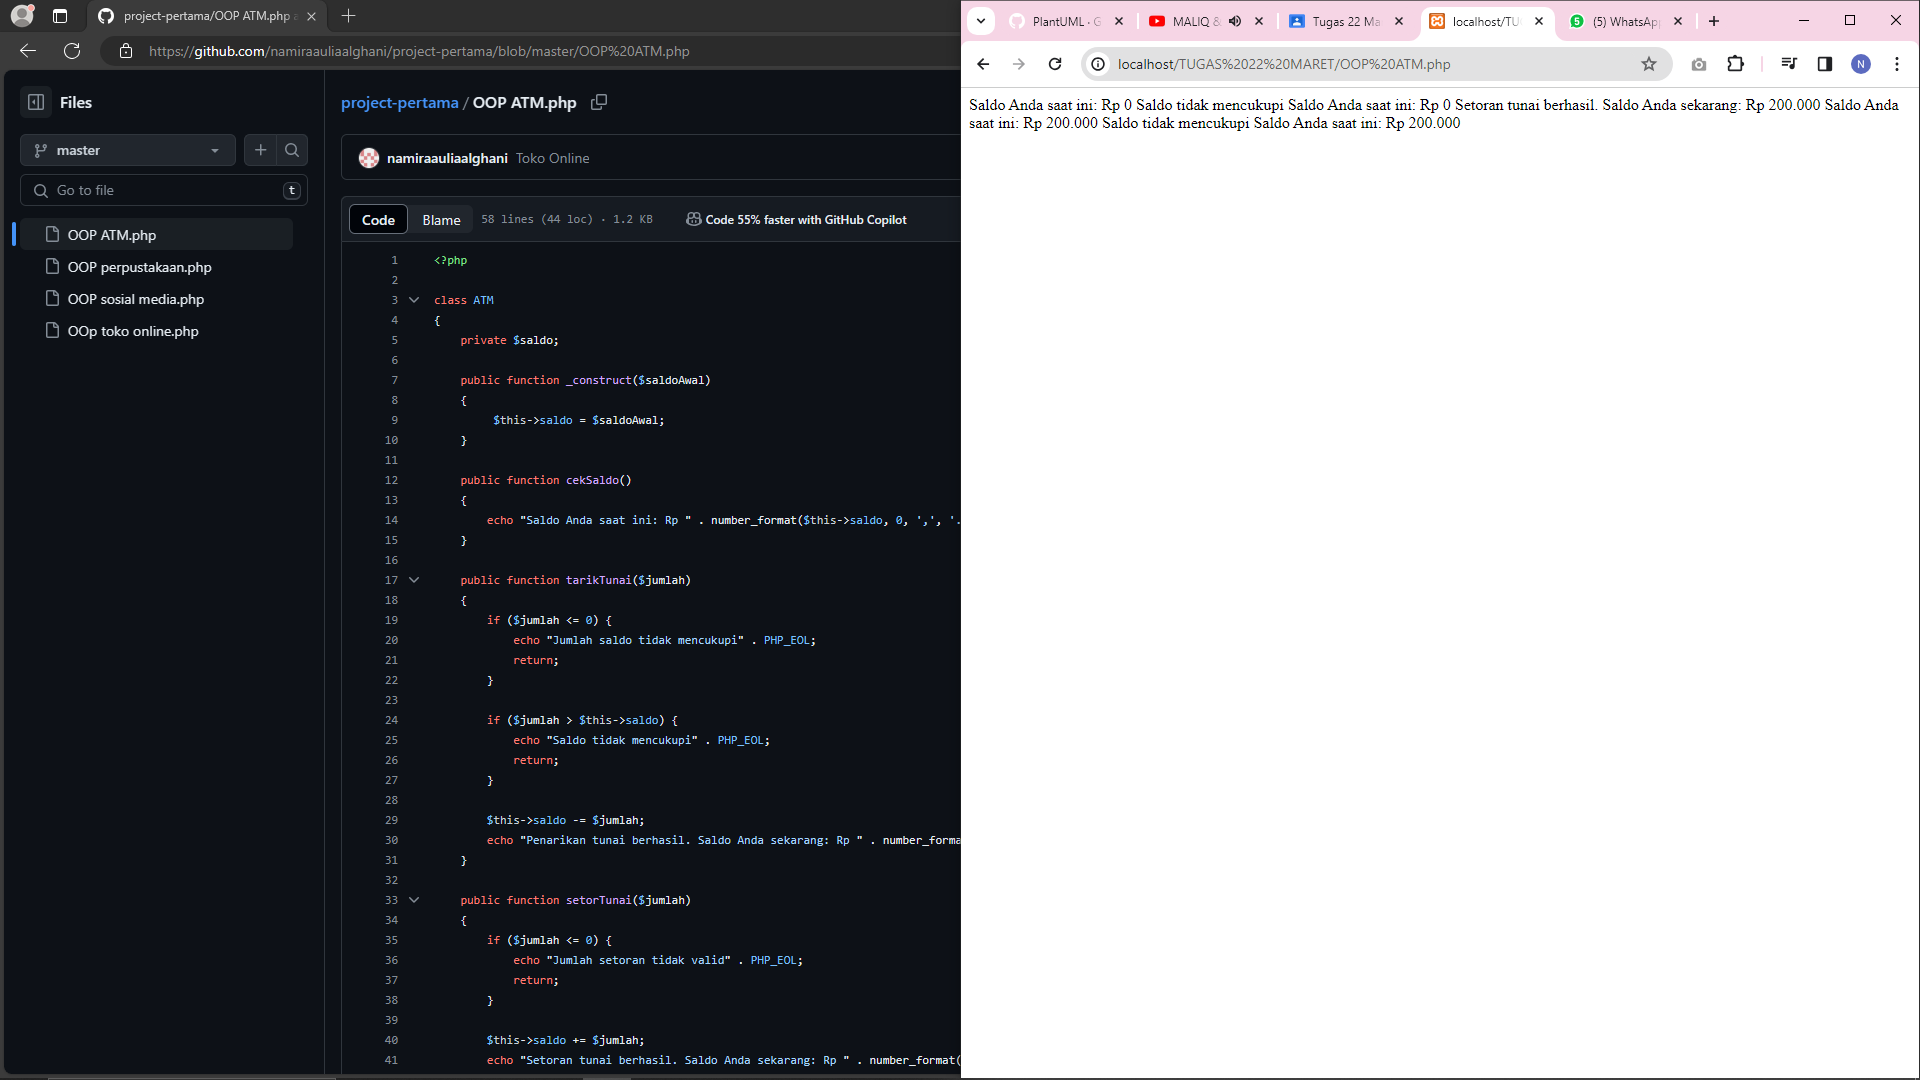 project-pertama/OOP ATM.php
https://github.com/namiraauliaalghani/project-pertama/blob/master/OOP%20ATM.php
Files
master
Go to file
t
OOP ATM.php
OOP perpustakaan.php
OOP sosial media.php
OOp toko online.php
project-pertama / OOP ATM.php
namiraauliaalghani Toko Online
Code Blame 58 lines (44 loc) · 1.2 KB Code 55% faster with GitHub Copilot
1 <?php
2
3 class ATM
4 {
5 private $saldo;
6
7 public function _construct($saldoAwal)
8 {
9 $this->saldo = $saldoAwal;
10 }
11
12 public function cekSaldo()
13 {
14 echo "Saldo Anda saat ini: Rp " . number_format($this->saldo, 0, ',', '.
15 }
16
17 public function tarikTunai($jumlah)
18 {
19 if ($jumlah <= 0) {
20 echo "Jumlah saldo tidak mencukupi" . PHP_EOL;
21 return;
22 }
23
24 if ($jumlah > $this->saldo) {
25 echo "Saldo tidak mencukupi" . PHP_EOL;
26 return;
27 }
28
29 $this->saldo -= $jumlah;
30 echo "Penarikan tunai berhasil. Saldo Anda sekarang: Rp " . number_forma
31 }
32
33 public function setorTunai($jumlah)
34 {
35 if ($jumlah <= 0) {
36 echo "Jumlah setoran tidak valid" . PHP_EOL;
37 return;
38 }
39
40 $this->saldo += $jumlah;
41 echo "Setoran tunai berhasil. Saldo Anda sekarang: Rp " . number_format(
PlantUML · G
MALIQ &
Tugas 22 Ma
localhost/TU
(5) WhatsApp
localhost/TUGAS%2022%20MARET/OOP%20ATM.php
N
Saldo Anda saat ini: Rp 0 Saldo tidak mencukupi Saldo Anda saat ini: Rp 0 Setoran tunai berhasil. Saldo Anda sekarang: Rp 200.000 Saldo Anda
saat ini: Rp 200.000 Saldo tidak mencukupi Saldo Anda saat ini: Rp 200.000